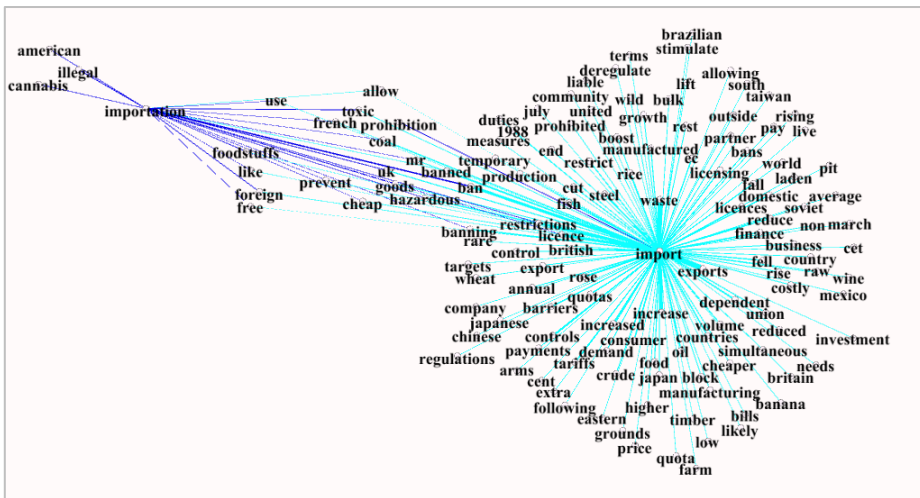 brazilian
stimulate
american
terms
illegal
deregulate
allowing
lift
south
cannabis
liable
allow
community
wild
bulk
taiwan
use
importation
toxic
july
united
growth
outside
rising
french
prohibition
duties
1988
prohibited
rest
partner
pay
live
coal
measures
boost
manufactured
bans
foodstuffs
mr
temporary
end
restrict
ec
world
like
uk
banned
production
rice
licensing
laden
pit
prevent
goods
ban
cut
fall
foreign
hazardous
steel
waste
domestic
average
free
cheap
fish
licences
soviet
reduce
restrictions
non
march
banning
licence
finance
rare
control
british
import
business
cet
targets
export
rose
exports
fell
country
wheat
rise
raw
wine
annual
costly
quotas
mexico
company
barriers
dependent
increase
union
japanese
increased
volume
chinese
controls
consumer
countries
reduced
investment
regulations
payments
demand
oil
simultaneous
arms
tariffs
food
cheaper
needs
cent
crude
japan
block
britain
extra
manufacturing
following
higher
banana
eastern
timber
bills
grounds
likely
price
low
quota
farm